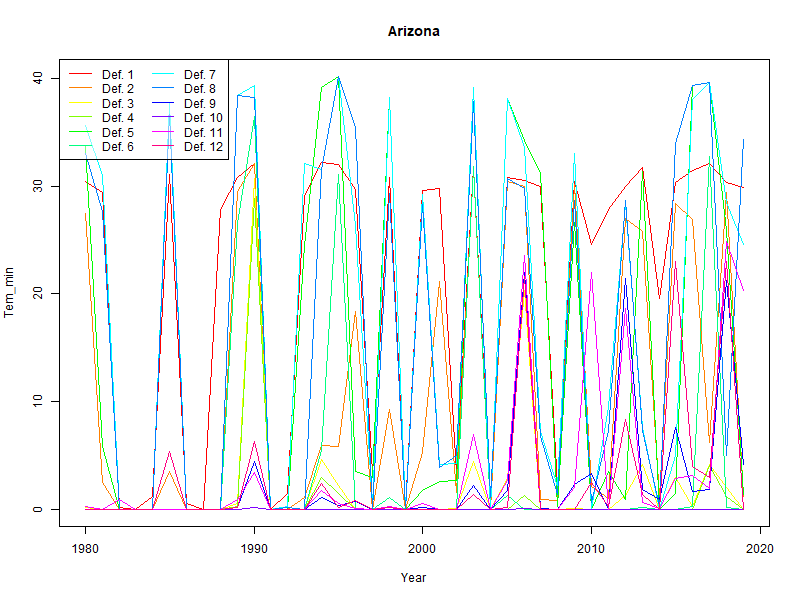 Arizona
Def. 1 Def. 7
Def. 2 Def. 8
Def. 3 Def. 9
Def. 4 Def. 10
Def. 5 Def. 11
Def. 6 Def. 12
40
30
20
10
0
Tem_min
1980 1990 2000 2010 2020
Year